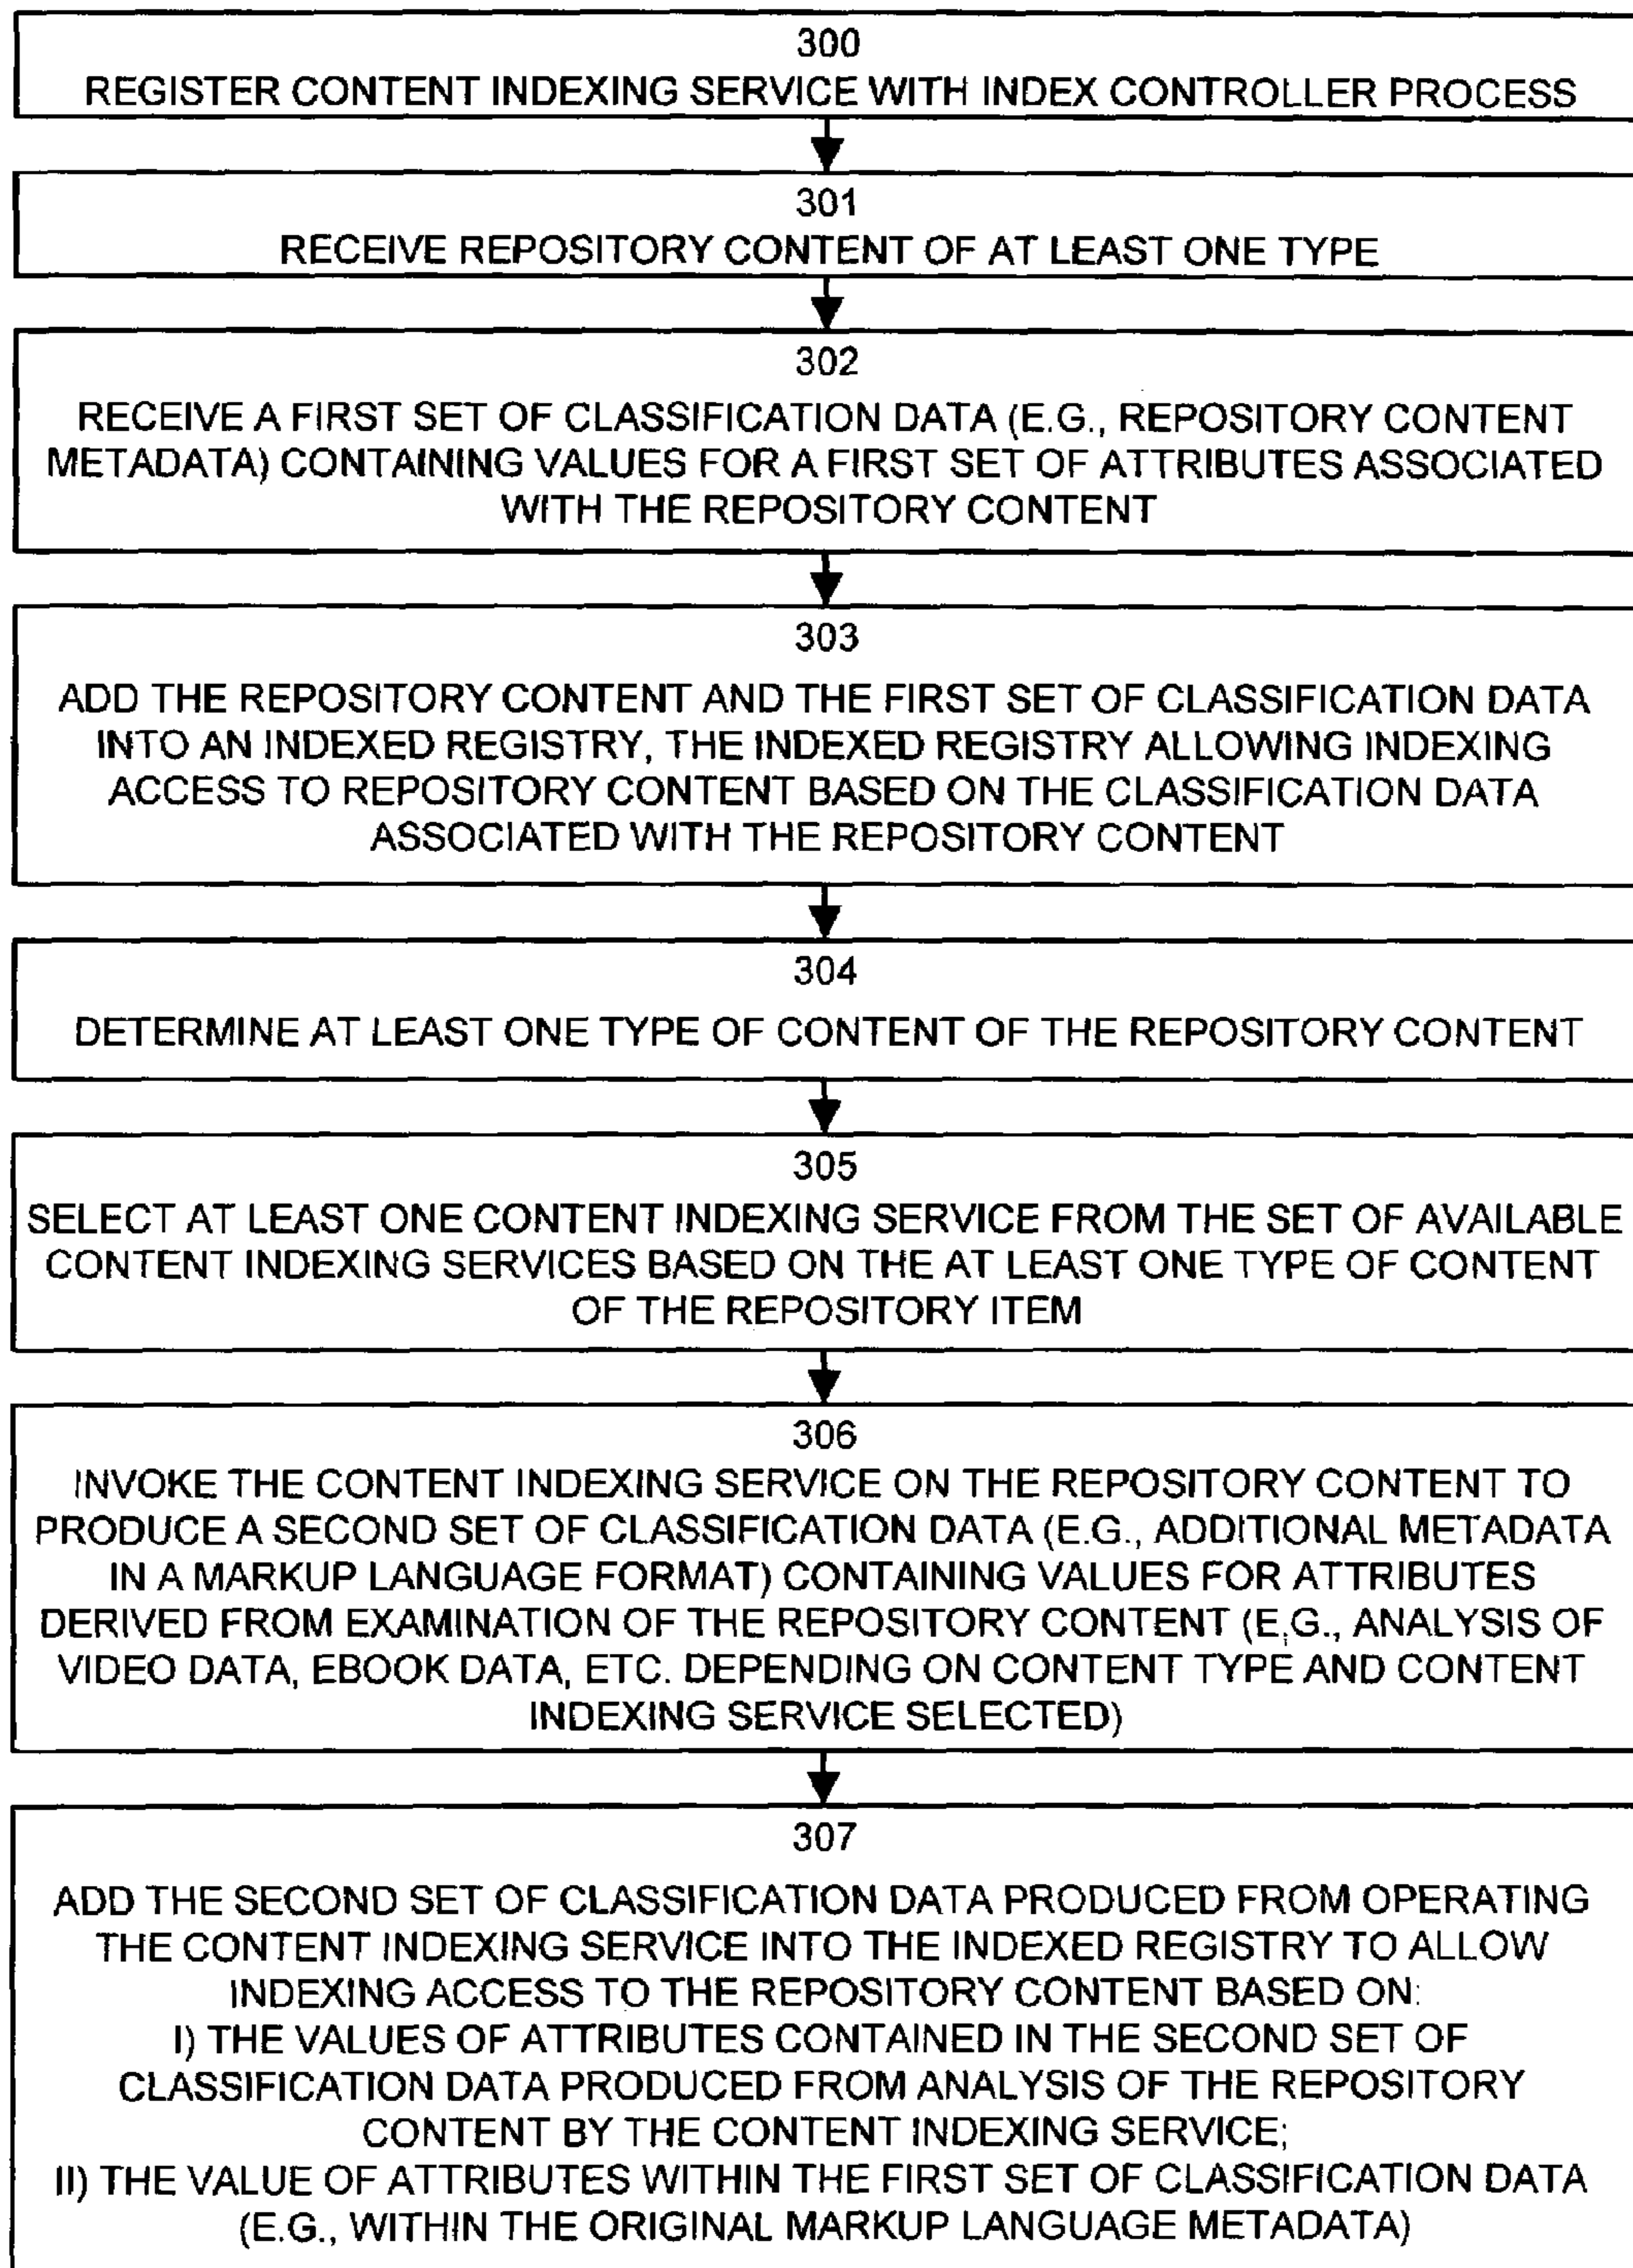 300
REGISTER CONTENT INDEXING SERVICE WITH INDEX CONTROLLER PROCESS
301
RECEIVE REPOSITORY CONTENT OF AT LEAST ONE TYPE
302
RECEIVE A FIRST SET OF CLASSIFICATION DATA (E.G., REPOSITORY CONTENT
METADATA) CONTAINING VALUES FOR A FIRST SET OF ATTRIBUTES ASSOCIATED
WITH THE REPOSITORY CONTENT
303
ADD THE REPOSITORY CONTENT AND THE FIRST SET OF CLASSIFICATION DATA
INTO AN INDEXED REGISTRY, THE INDEXED REGISTRY ALLOWING INDEXING
ACCESS TO REPOSITORY CONTENT BASED ON THE CLASSIFICATION DATA
ASSOCIATED WITH THE REPOSITORY CONTENT
304
DETERMINE AT LEAST ONE TYPE OF CONTENT OF THE REPOSITORY CONTENT
305
SELECT AT LEAST ONE CONTENT INDEXING SERVICE FROM THE SET OF AVAILABLE
CONTENT INDEXING SERVICES BASED ON THE AT LEAST ONE TYPE OF CONTENT
OF THE REPOSITORY ITEM
306
INVOKE THE CONTENT INDEXING SERVICE ON THE REPOSITORY CONTENT TO
PRODUCE A SECOND SET OF CLASSIFICATION DATA (E.G., ADDITIONAL METADATA
IN A MARKUP LANGUAGE FORMAT) CONTAINING VALUES FOR ATTRIBUTES
DERIVED FROM EXAMINATION OF THE REPOSITORY CONTENT (E.G., ANALYSIS OF
VIDEO DATA, EBOOK DATA, ETC. DEPENDING ON CONTENT TYPE AND CONTENT
INDEXING SERVICE SELECTED)
307
ADD THE SECOND SET OF CLASSIFICATION DATA PRODUCED FROM OPERATING
THE CONTENT INDEXING SERVICE INTO THE INDEXED REGISTRY TO ALLOW
INDEXING ACCESS TO THE REPOSITORY CONTENT BASED ON:
I) THE VALUES OF ATTRIBUTES CONTAINED IN THE SECOND SET OF
CLASSIFICATION DATA PRODUCED FROM ANALYSIS OF THE REPOSITORY
CONTENT BY THE CONTENT INDEXING SERVICE;
II) THE VALUE OF ATTRIBUTES WITHIN THE FIRST SET OF CLASSIFICATION DATA
(E.G., WITHIN THE ORIGINAL MARKUP LANGUAGE METADATA)